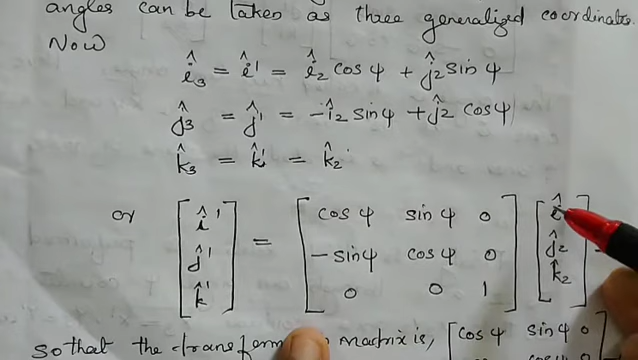 angles can be taken as three generalized coordinates.
Now
î₃ = î' = î₂ cos ψ + ĵ₂ sin ψ
ĵ₃ = ĵ' = -î₂ sin ψ + ĵ₂ cos ψ
k̂₃ = k̂' = k̂₂
or [î' ĵ' k̂'] = [cos ψ sin ψ 0
-sin ψ cos ψ 0
0 0 1] [î ĵ₂ k̂₂]
So that the matrix is, [cos ψ sin ψ 0